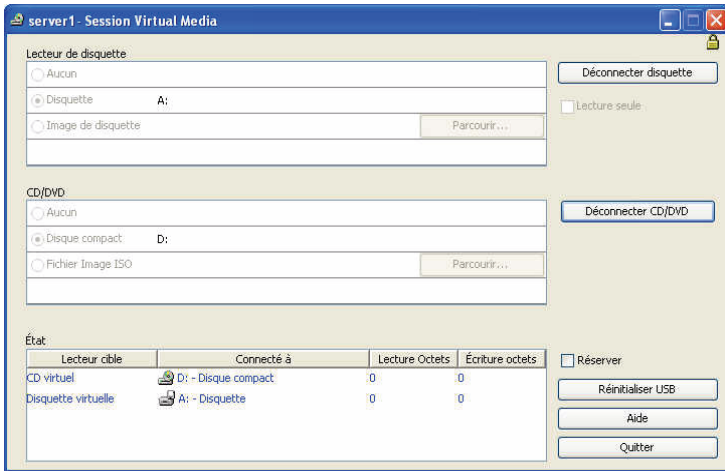 server1 - Session Virtual Media
Lecteur de disquette
Aucun
Déconnecter disquette
Disquette A:
Lecture seule
Image de disquette Parcourir...
CD/DVD
Aucun
Déconnecter CD/DVD
Disque compact D:
Fichier Image ISO Parcourir...
État
Lecteur cible Connecté à Lecture Octets Écriture octets
Réserver
CD virtuel D: - Disque compact 0 0
Disquette virtuelle A: - Disquette 0 0
Réinitialiser USB
Aide
Quitter